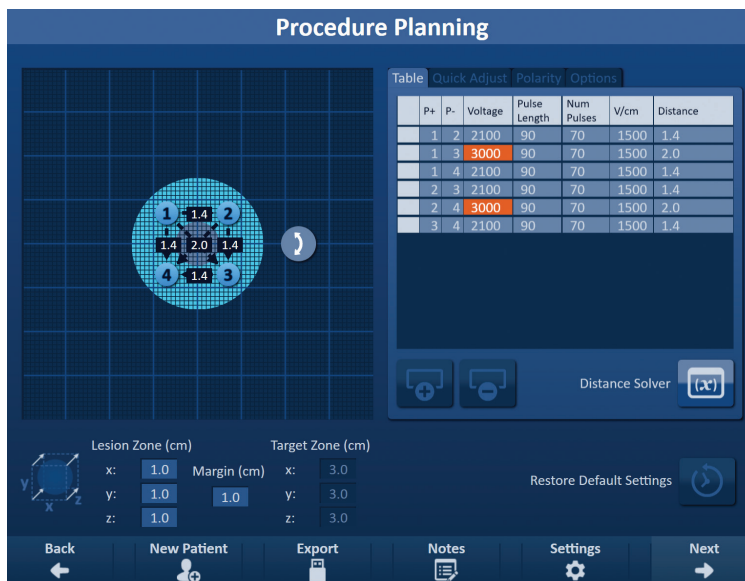 Procedure Planning
Table Quick Adjust Polarity Options
P+ P- Voltage Pulse Length Num Pulses V/cm Distance
1 2 2100 90 70 1500 1.4
1 3 3000 90 70 1500 2.0
1 4 2100 90 70 1500 1.4
2 3 2100 90 70 1500 1.4
2 4 3000 90 70 1500 2.0
3 4 2100 90 70 1500 1.4
1 1.4 2
1.4 2.0 1.4
4 1.4 3
Distance Solver (x)
Lesion Zone (cm) Target Zone (cm)
x: 1.0 Margin (cm) x: 3.0
y: 1.0 1.0 y: 3.0
z: 1.0 z: 3.0
y x z
Restore Default Settings
Back New Patient Export Notes Settings Next